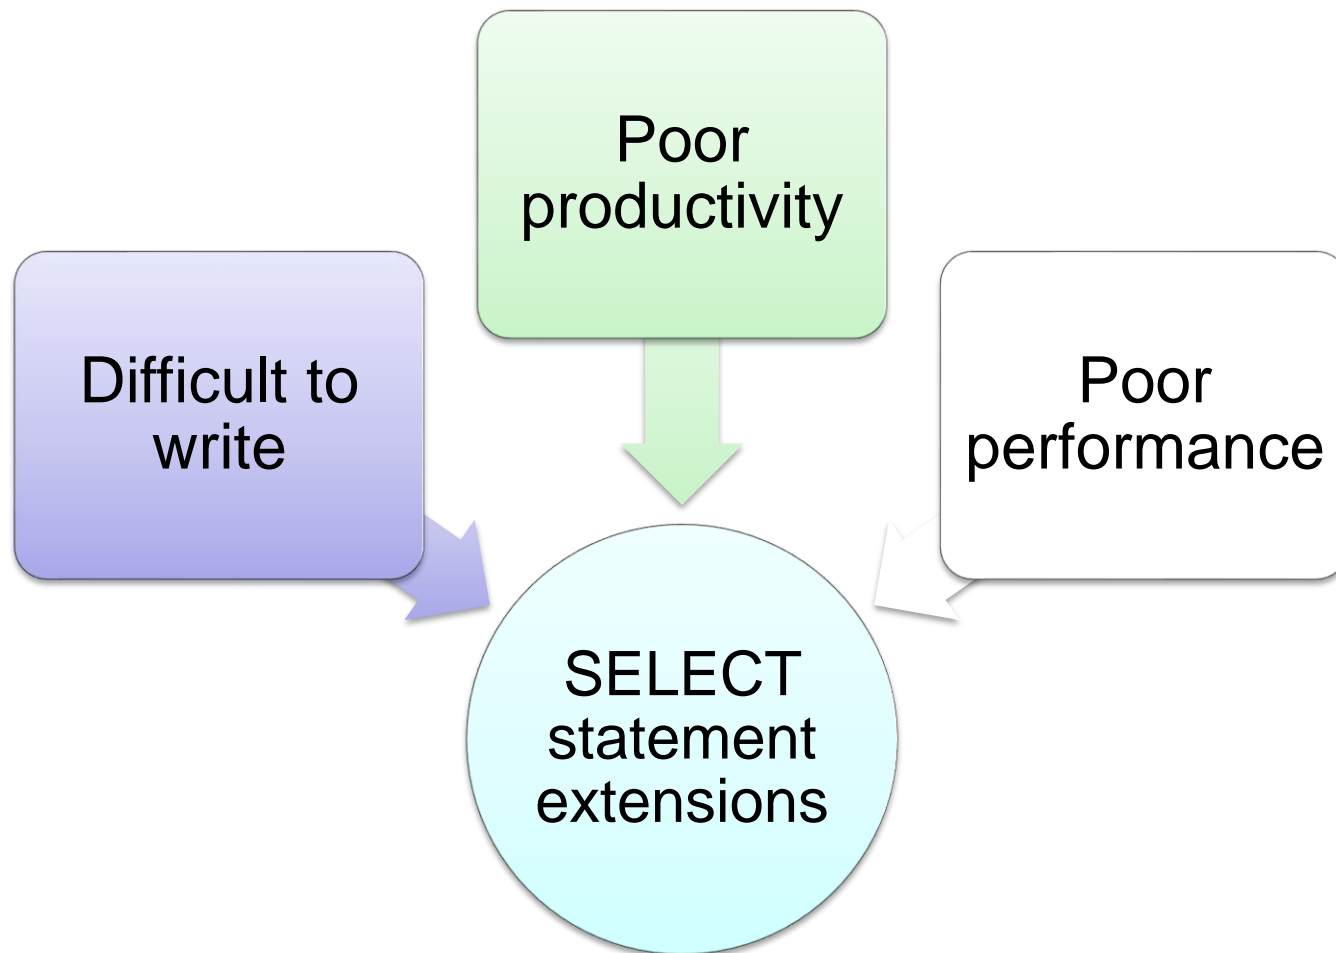 Poor
productivity
Difficult to
write
Poor
performance
SELECT
statement
extensions